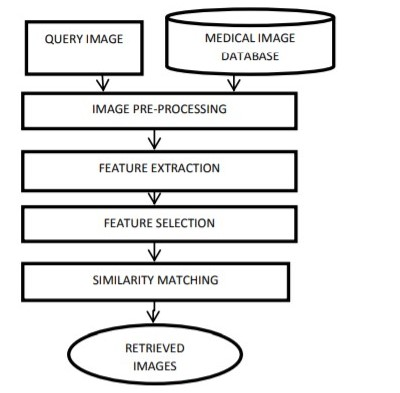 QUERY IMAGE
MEDICAL IMAGE
DATABASE
IMAGE PRE-PROCESSING
FEATURE EXTRACTION
FEATURE SELECTION
SIMILARITY MATCHING
RETRIEVED
IMAGES